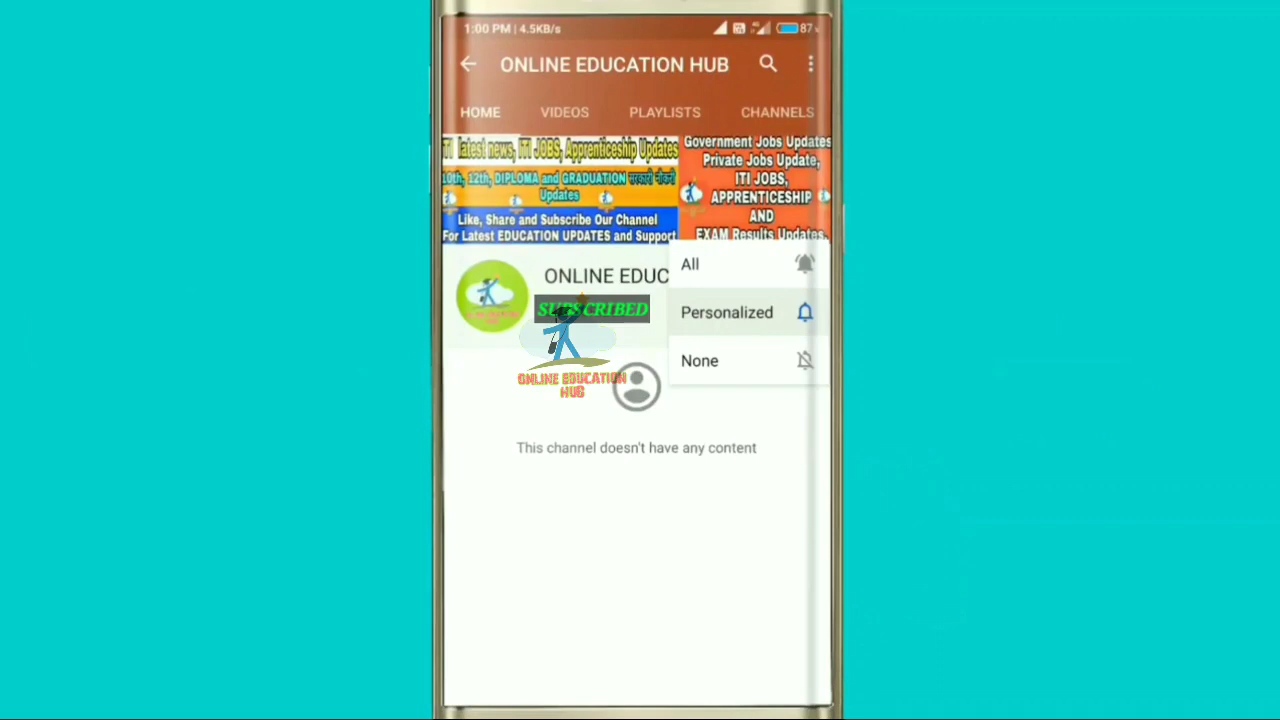 1:00 PM | 4.5KB/s
87
ONLINE EDUCATION HUB
HOME VIDEOS PLAYLISTS CHANNELS
ITI latest news, ITI JOBS, Apprenticeship Updates
10th, 12th, DIPLOMA and GRADUATION सरकारी नौकरी
Updates
Like, Share and Subscribe Our Channel
For Latest EDUCATION UPDATES and Support
Government Jobs Updates
Private Jobs Update,
ITI JOBS,
APPRENTICESHIP
AND
EXAM Results Updates.
ONLINE EDUC
SUBSCRIBED
All
Personalized
None
ONLINE EDUCATION
HUB
This channel doesn't have any content